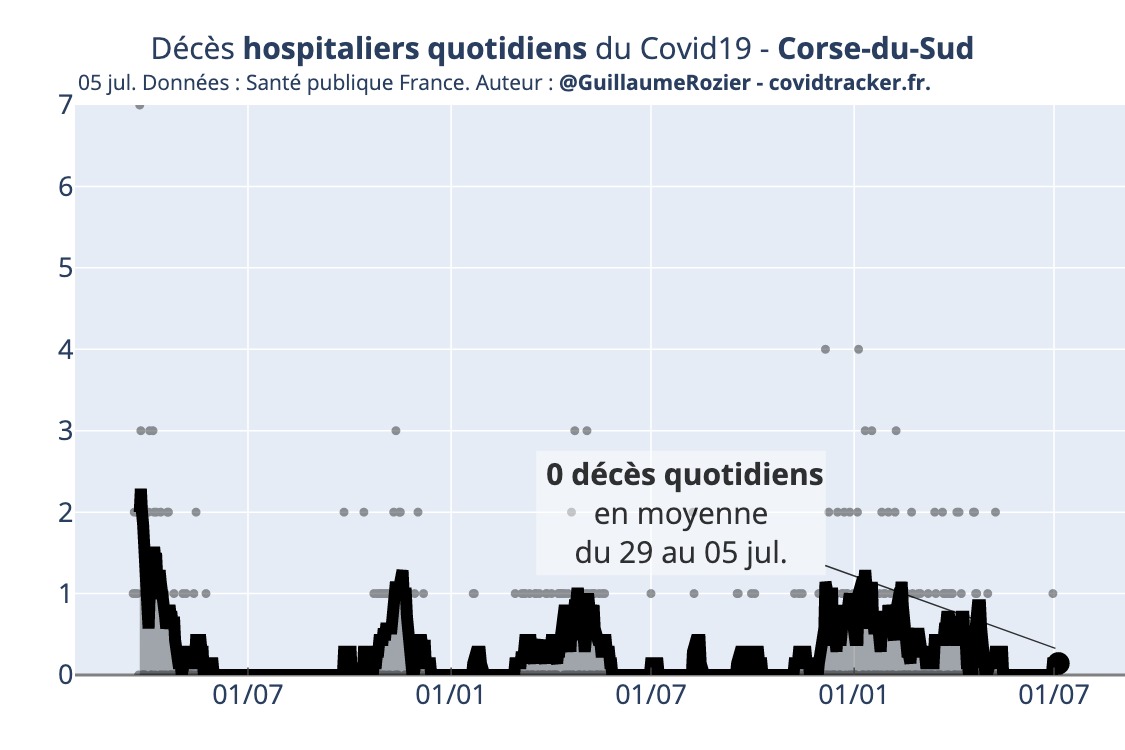 Décès hospitaliers quotidiens du Covid19 - Corse-du-Sud
05 jul. Données : Santé publique France. Auteur : @GuillaumeRozier - covidtracker.fr.
7
6
5
4
3
2
1
0
0 décès quotidiens
en moyenne
du 29 au 05 jul.
01/07
01/01
01/07
01/01
01/07